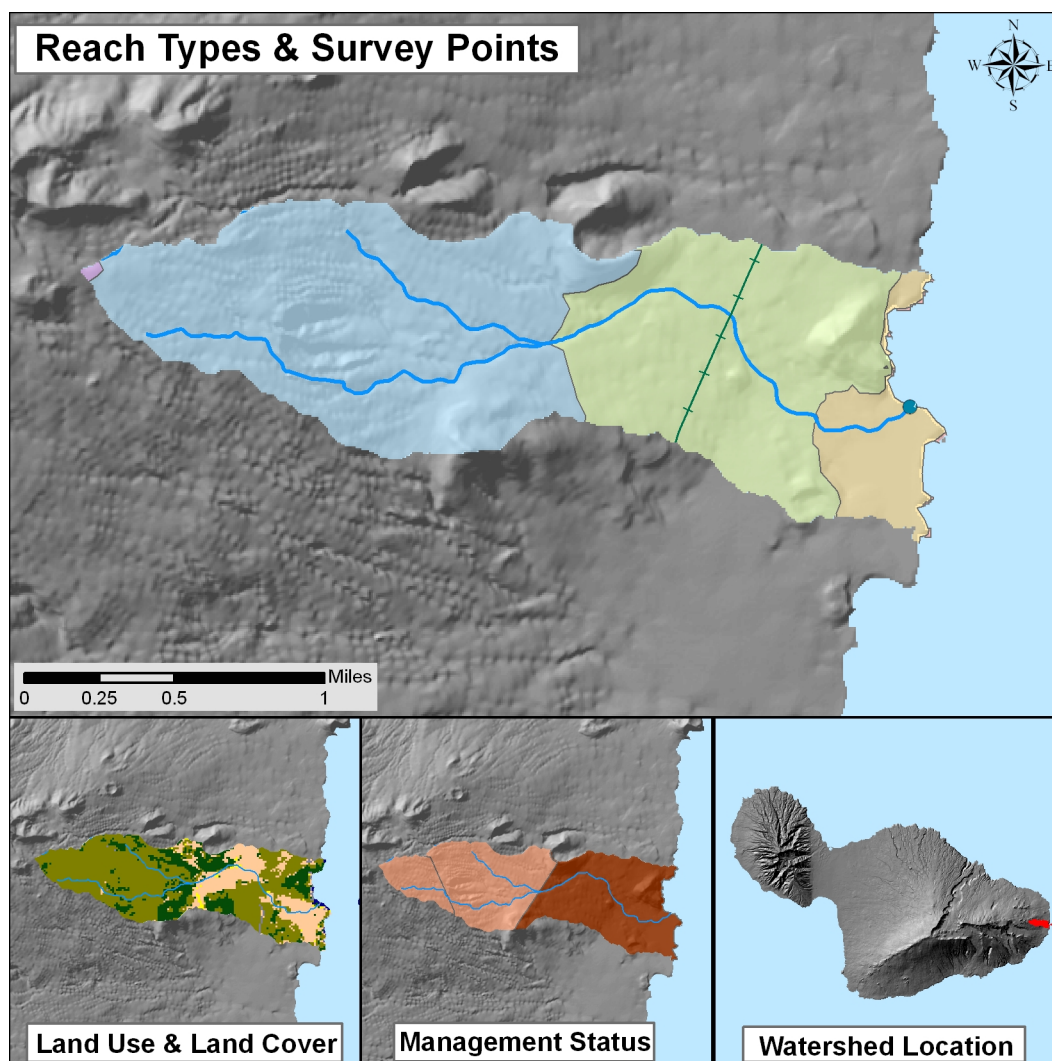 Reach Types & Survey Points
N
W E
S
Miles
0 0.25 0.5 1
Land Use & Land Cover
Management Status
Watershed Location